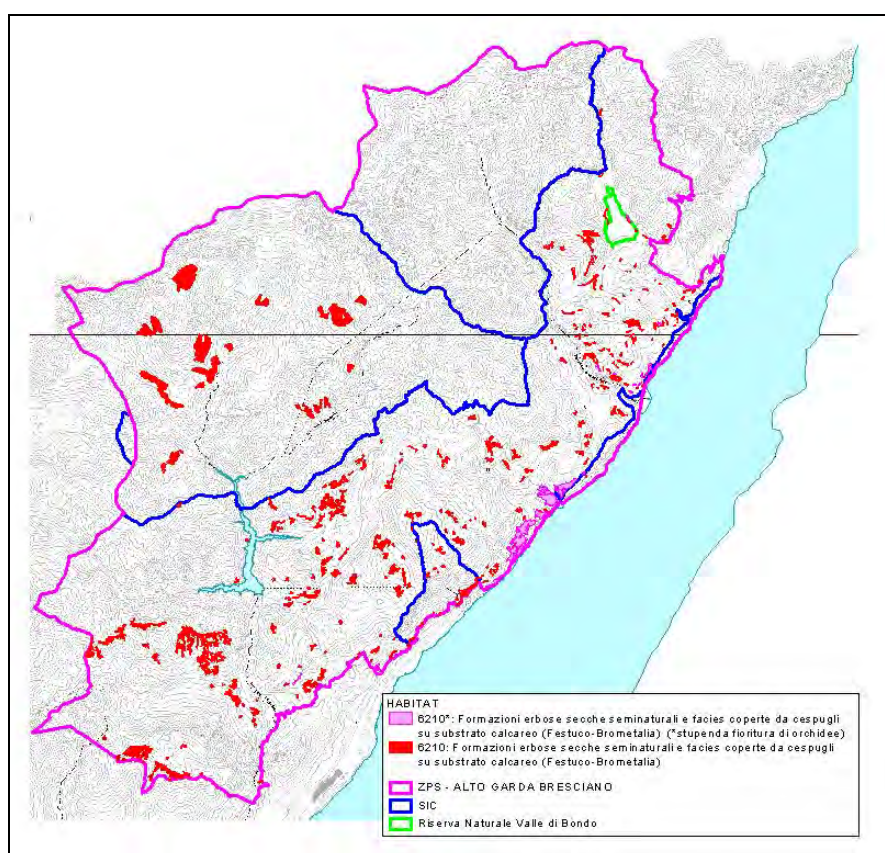 HABITAT
6210*: Formazioni erbose secche seminaturali e facies coperte da cespugli
su substrato calcareo (Festuco-Brometalia) (*stupenda fioritura di orchidee)
6210: Formazioni erbose secche seminaturali e facies coperte da cespugli
su substrato calcareo (Festuco-Brometalia)
ZPS - ALTO GARDA BRESCIANO
SIC
Riserva Naturale Valle di Bondo